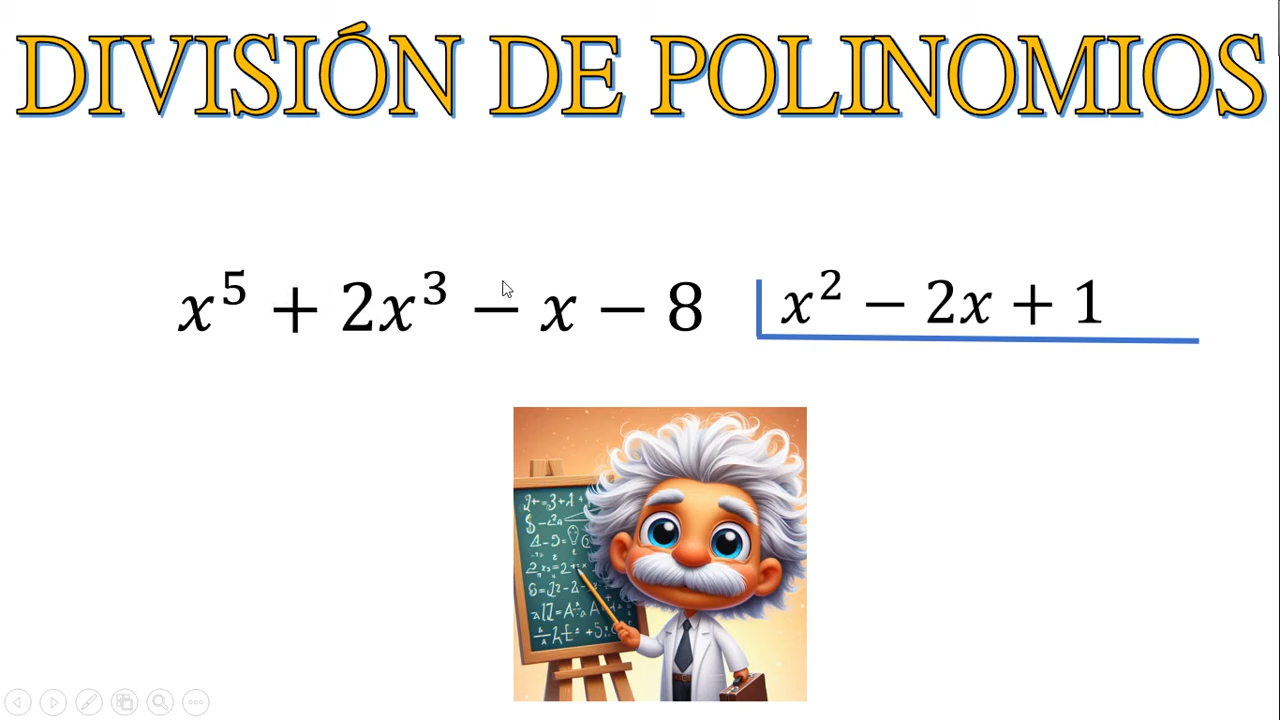 DIVISIÓN DE POLINOMIOS
x⁵ + 2x³ − x − 8 x² − 2x + 1